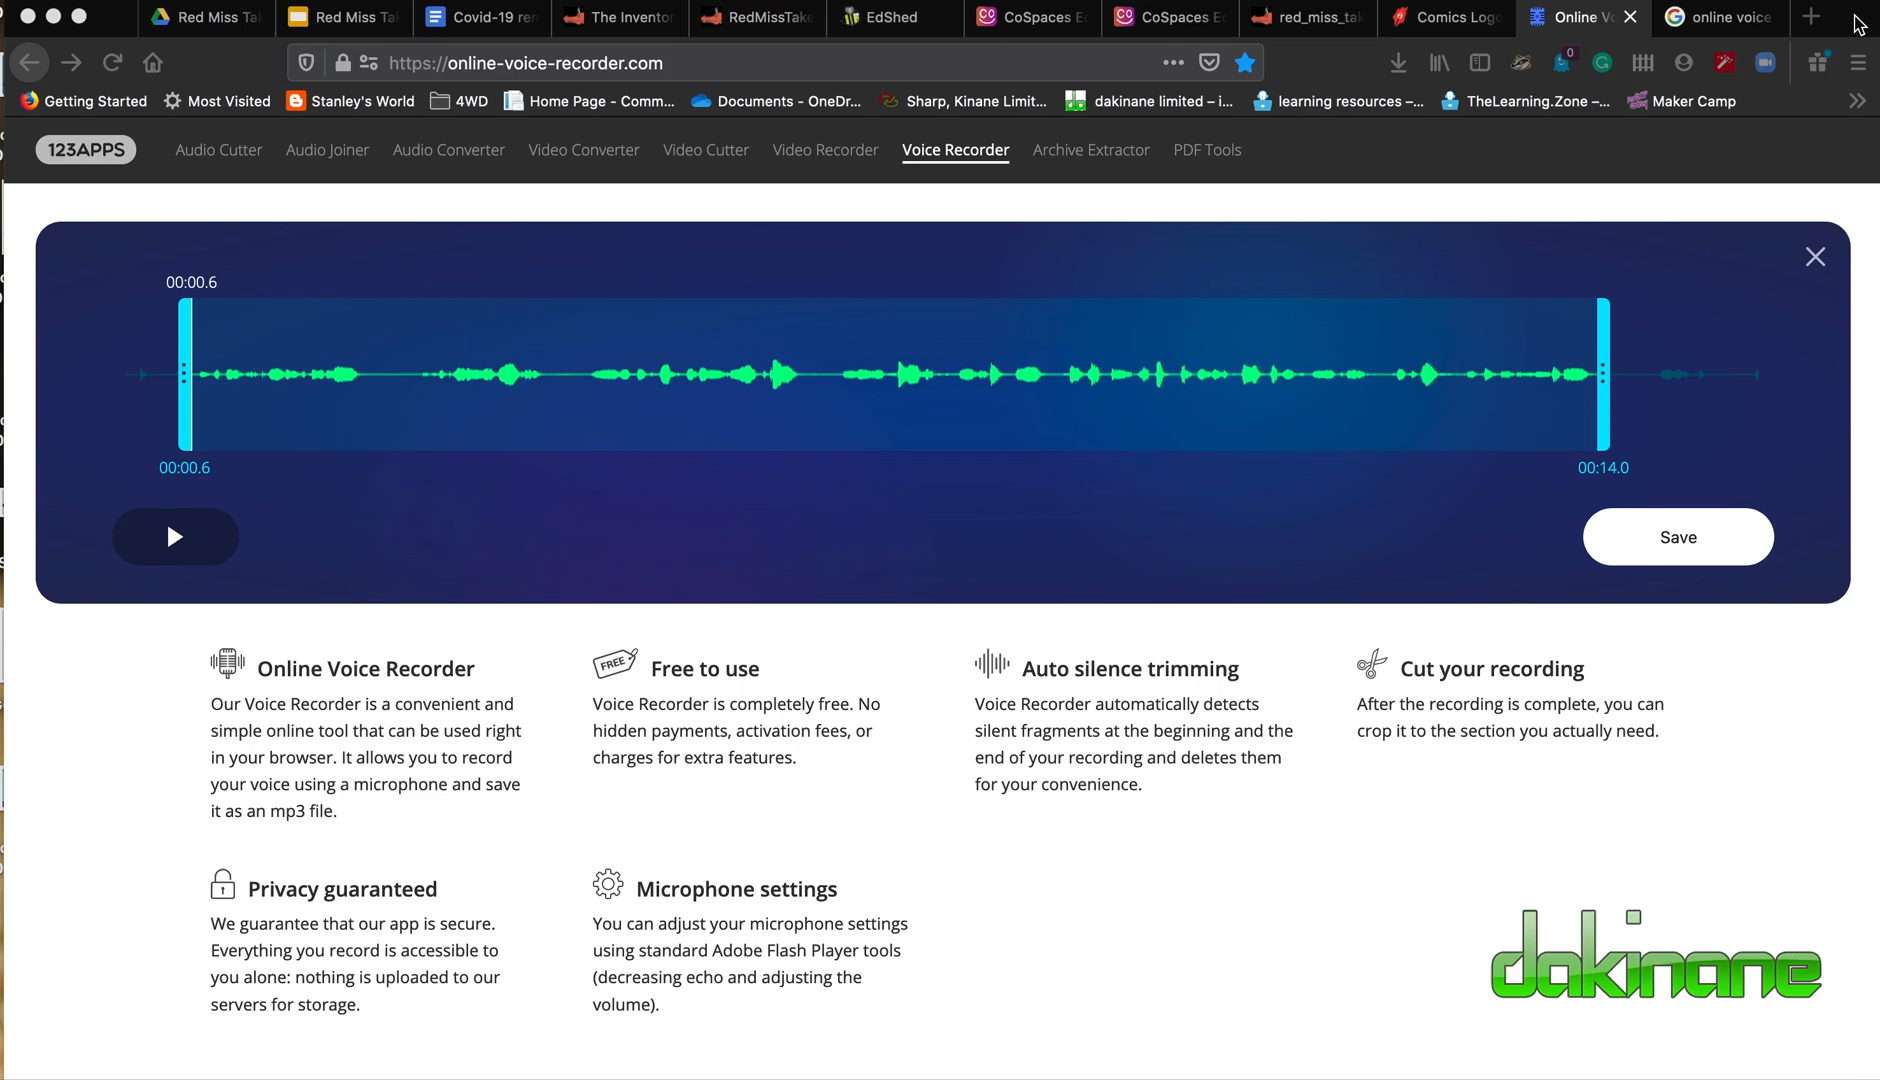 Red Miss Tak
Red Miss Ta
Covid-19 ren
The Inventor
RedMissTake
EdShed
CoSpaces Ed
CoSpaces E
red_miss_tak
Comics Logo
Online Vo
online voice
https://online-voice-recorder.com
0
Getting Started
Most Visited
Stanley's World
4WD
Home Page - Comm...
Documents - OneDr...
Sharp, Kinane Limit...
dakinane limited – i...
learning resources –...
TheLearning.Zone –...
Maker Camp
123APPS
Audio Cutter
Audio Joiner
Audio Converter
Video Converter
Video Cutter
Video Recorder
Voice Recorder
Archive Extractor
PDF Tools
00:00.6
00:00.6
00:14.0
Save
Online Voice Recorder
Our Voice Recorder is a convenient and
simple online tool that can be used right
in your browser. It allows you to record
your voice using a microphone and save
it as an mp3 file.
FREE
Free to use
Voice Recorder is completely free. No
hidden payments, activation fees, or
charges for extra features.
Auto silence trimming
Voice Recorder automatically detects
silent fragments at the beginning and the
end of your recording and deletes them
for your convenience.
Cut your recording
After the recording is complete, you can
crop it to the section you actually need.
Privacy guaranteed
We guarantee that our app is secure.
Everything you record is accessible to
you alone: nothing is uploaded to our
servers for storage.
Microphone settings
You can adjust your microphone settings
using standard Adobe Flash Player tools
(decreasing echo and adjusting the
volume).
dakinane